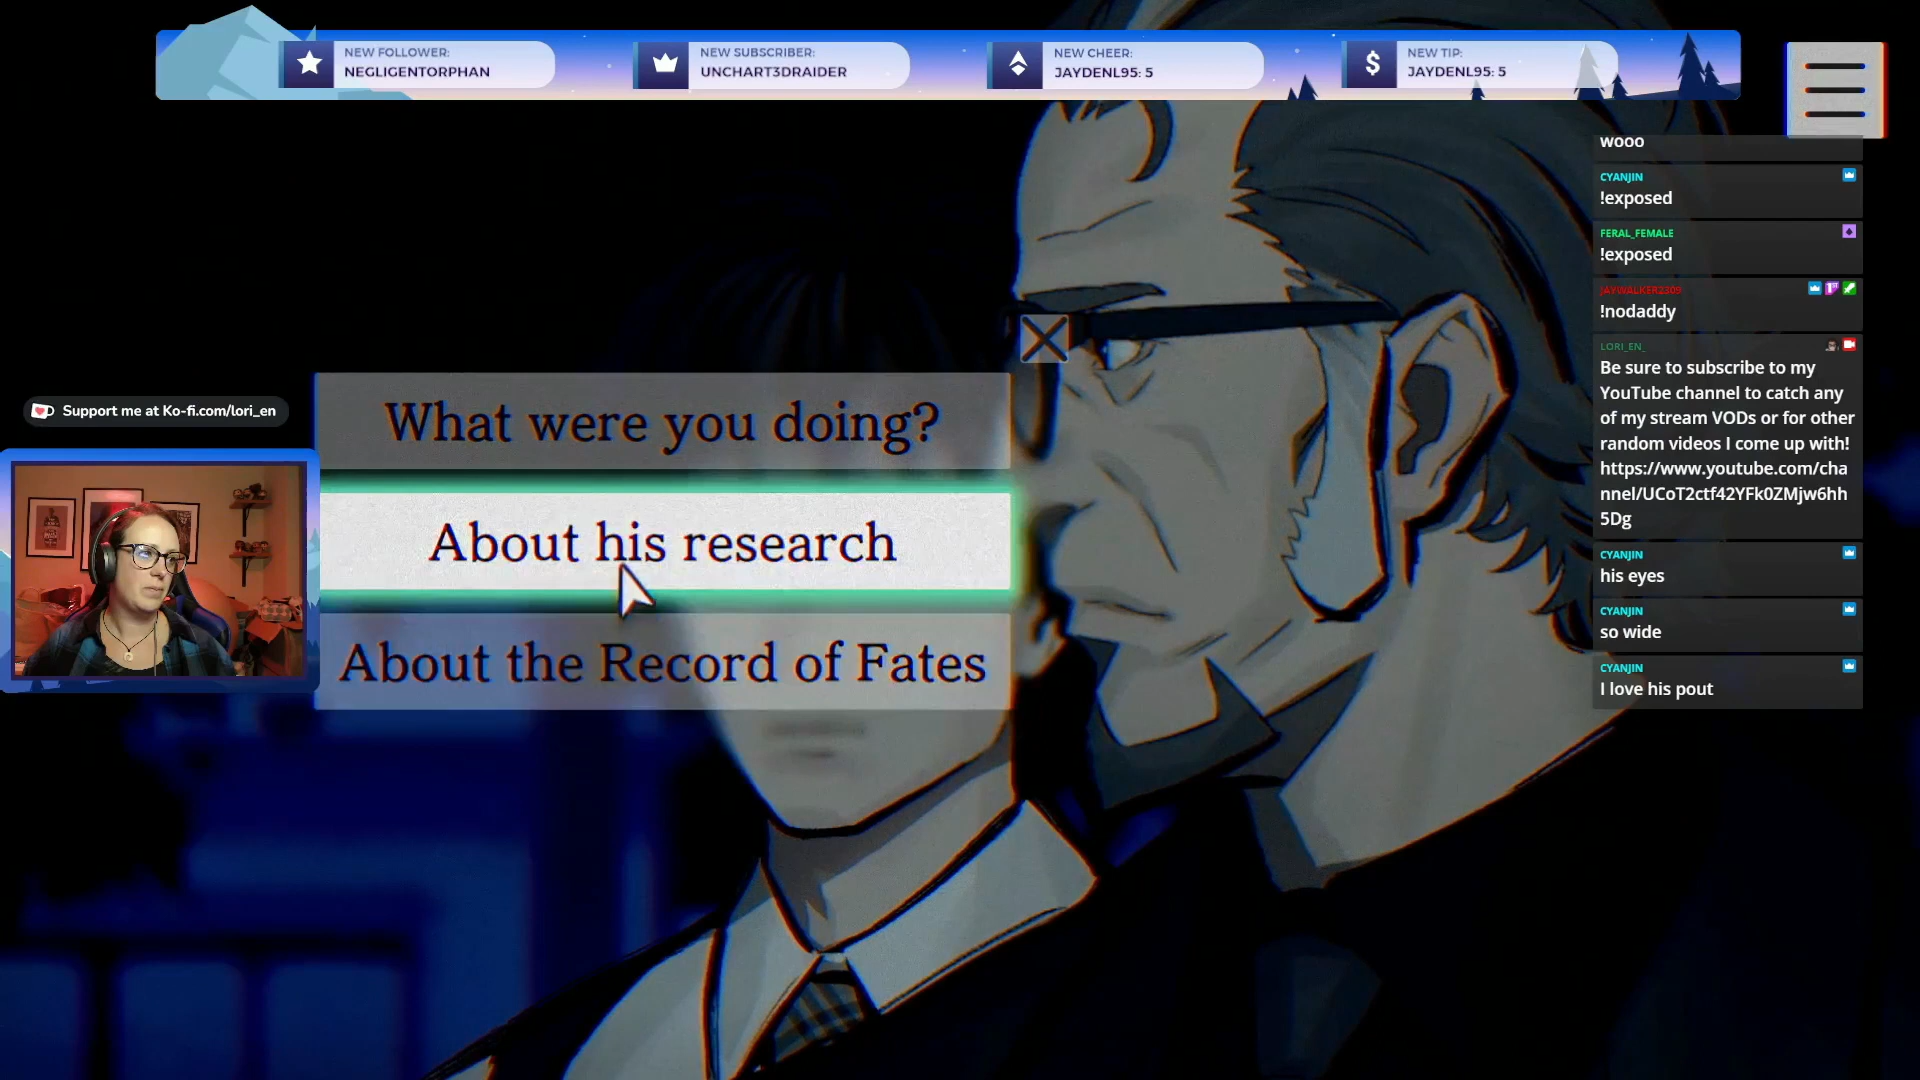 NEW FOLLOWER:
NEGLIGENTORPHAN
NEW SUBSCRIBER:
UNCHART3DRAIDER
NEW CHEER:
JAYDENL95: 5
NEW TIP:
JAYDENL95: 5
wooo
CYANJIN
!exposed
FERAL_FEMALE
!exposed
JAYWALKER2309
!nodaddy
LORI_EN_
Be sure to subscribe to my
YouTube channel to catch any
of my stream VODs or for other
random videos I come up with!
https://www.youtube.com/cha
nnel/UCoT2ctf42YFk0ZMjw6hh
5Dg
CYANJIN
his eyes
CYANJIN
so wide
CYANJIN
I love his pout
What were you doing?
About his research
About the Record of Fates
Support me at Ko-fi.com/lori_en